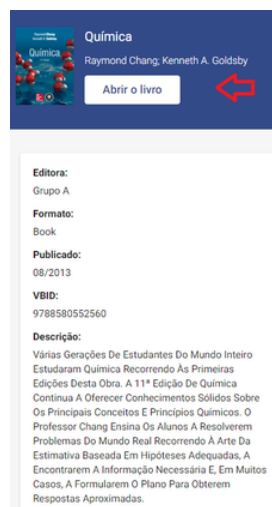 Química
Raymond Chang, Kenneth A. Goldsby
Abrir o livro
Química
Editora:
Grupo A
Formato:
Book
Publicado:
08/2013
VBID:
9788580552560
Descrição:
Várias Gerações De Estudantes Do Mundo Inteiro
Estudaram Quimica Recorrendo Às Primeiras
Edições Desta Obra. A 11ª Edição De Química
Continua A Oferecer Conhecimentos Sólidos Sobre
Os Principais Conceitos E Princípios Químicos. O
Professor Chang Ensina Os Alunos A Resolverem
Problemas Do Mundo Real Recorrendo À Arte Da
Estimativa Baseada Em Hipóteses Adequadas, A
Encontrarem A Informação Necessária E, Em Muitos
Casos, A Formularem O Plano Para Obterem
Respostas Aproximadas.